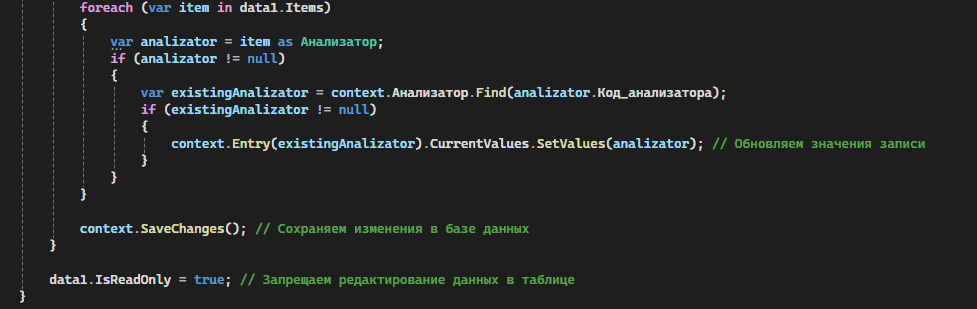 foreach (var item in data1.Items)
{
var analizator = item as Анализатор;
if (analizator != null)
{
var existingAnalizator = context.Анализатор.Find(analizator.Код_анализатора);
if (existingAnalizator != null)
{
context.Entry(existingAnalizator).CurrentValues.SetValues(analizator); // Обновляем значения записи
}
}
}
context.SaveChanges(); // Сохраняем изменения в базе данных
}
data1.IsReadOnly = true; // Запрещаем редактирование данных в таблице
}